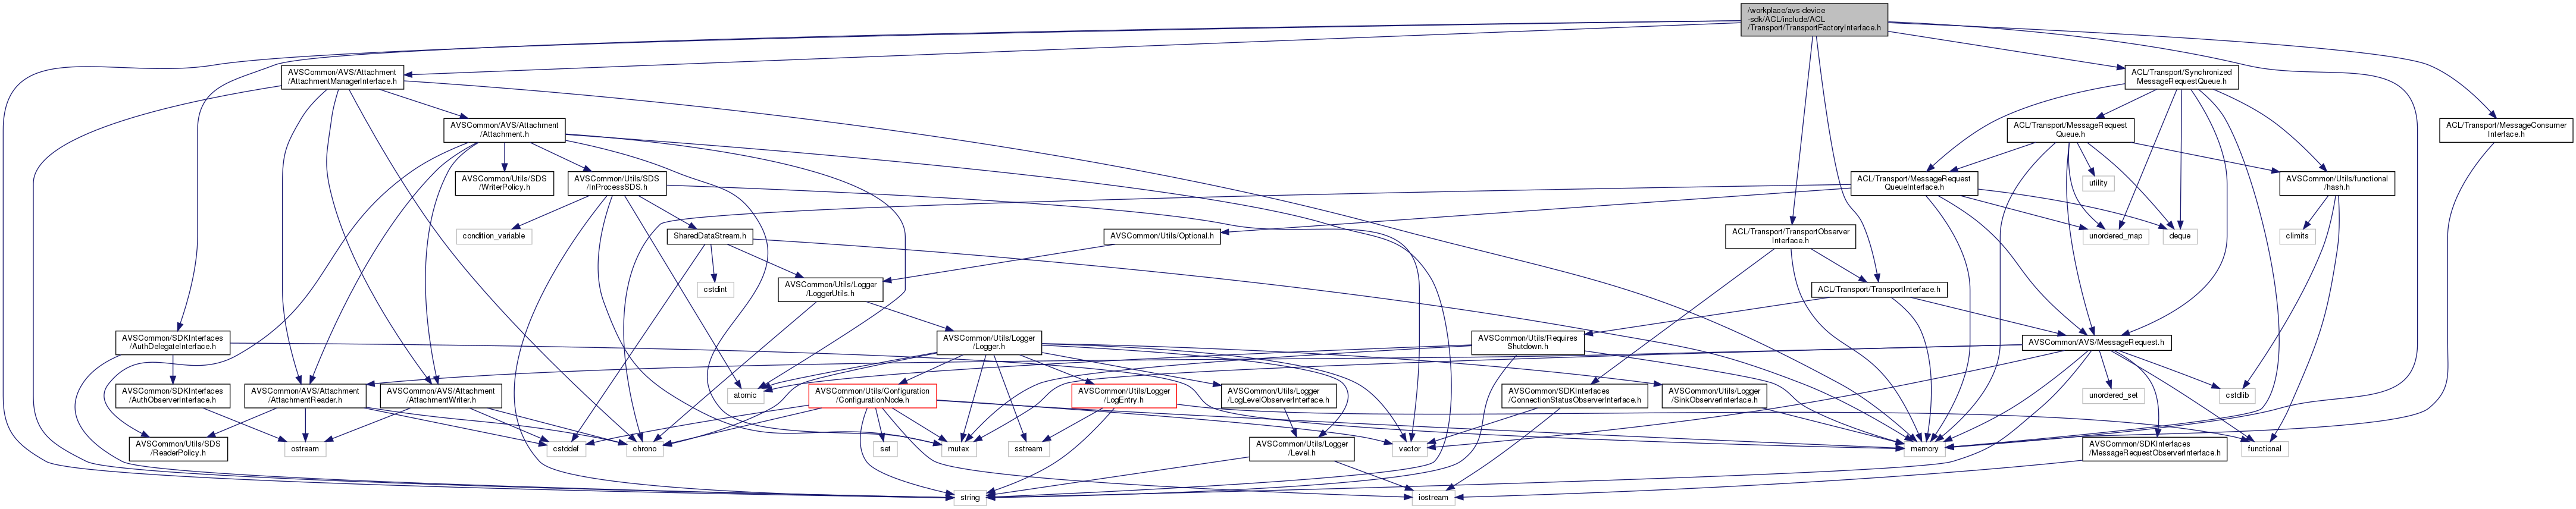 /workplace/avs-device
-sdk/ACL/include/ACL
/Transport/TransportFactoryInterface.h
AVSCommon/AVS/Attachment
/AttachmentManagerInterface.h
ACL/Transport/Synchronized
MessageRequestQueue.h
AVSCommon/AVS/Attachment
/Attachment.h
ACL/Transport/MessageRequest
Queue.h
ACL/Transport/MessageConsumer
Interface.h
AVSCommon/Utils/SDS
/WriterPolicy.h
AVSCommon/Utils/SDS
/InProcessSDS.h
ACL/Transport/MessageRequest
QueueInterface.h
utility
AVSCommon/Utils/functional
/hash.h
condition_variable
SharedDataStream.h
AVSCommon/Utils/Optional.h
ACL/Transport/TransportObserver
Interface.h
unordered_map
deque
climits
cstdint
AVSCommon/Utils/Logger
/LoggerUtils.h
ACL/Transport/TransportInterface.h
AVSCommon/SDKInterfaces
/AuthDelegateInterface.h
AVSCommon/Utils/Logger
/Logger.h
AVSCommon/Utils/Requires
Shutdown.h
AVSCommon/AVS/MessageRequest.h
AVSCommon/SDKInterfaces
/AuthObserverInterface.h
AVSCommon/AVS/Attachment
/AttachmentReader.h
AVSCommon/AVS/Attachment
/AttachmentWriter.h
atomic
AVSCommon/Utils/Configuration
/ConfigurationNode.h
AVSCommon/Utils/Logger
/LogEntry.h
AVSCommon/Utils/Logger
/LogLevelObserverInterface.h
AVSCommon/SDKInterfaces
/ConnectionStatusObserverInterface.h
AVSCommon/Utils/Logger
/SinkObserverInterface.h
unordered_set
cstdlib
AVSCommon/Utils/SDS
/ReaderPolicy.h
ostream
cstddef
chrono
set
mutex
sstream
AVSCommon/Utils/Logger
/Level.h
vector
memory
AVSCommon/SDKInterfaces
/MessageRequestObserverInterface.h
functional
string
iostream